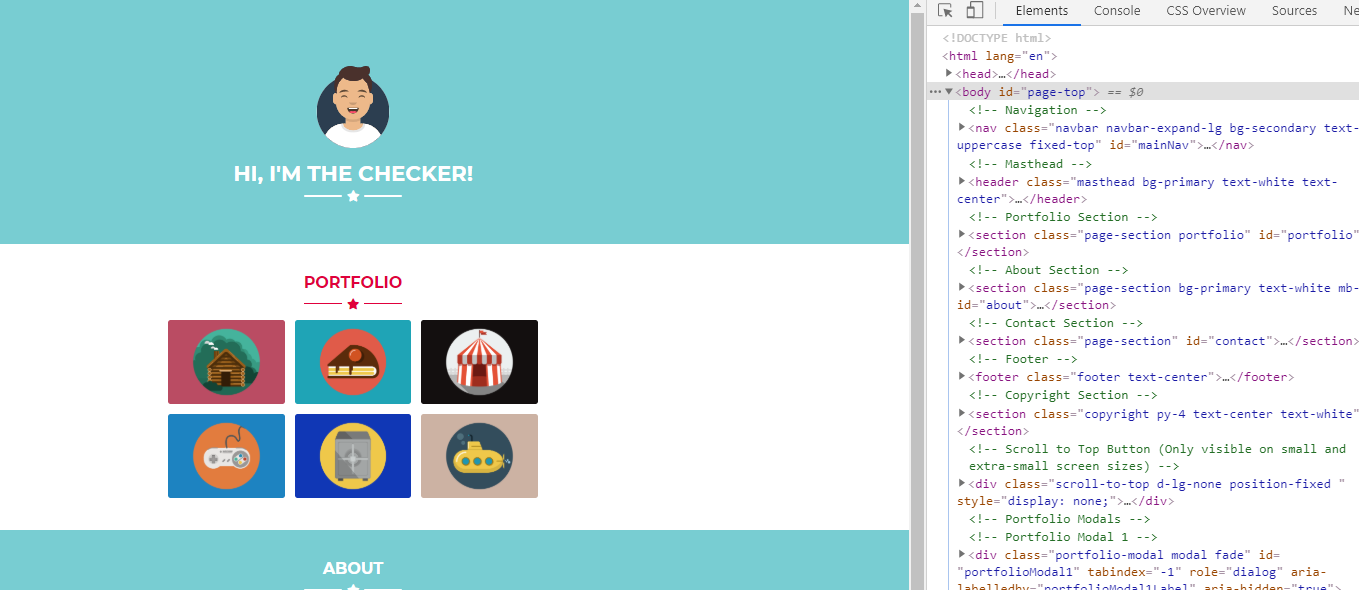 HI, I'M THE CHECKER!
PORTFOLIO
ABOUT
Elements Console CSS Overview Sources Ne
<!DOCTYPE html>
<html lang="en">
<head>…</head>
<body id="page-top"> == $0
<!-- Navigation -->
<nav class="navbar navbar-expand-lg bg-secondary text-
uppercase fixed-top" id="mainNav">…</nav>
<!-- Masthead -->
<header class="masthead bg-primary text-white text-
center">…</header>
<!-- Portfolio Section -->
<section class="page-section portfolio" id="portfolio"
</section>
<!-- About Section -->
<section class="page-section bg-primary text-white mb-
id="about">…</section>
<!-- Contact Section -->
<section class="page-section" id="contact">…</section>
<!-- Footer -->
<footer class="footer text-center">…</footer>
<!-- Copyright Section -->
<section class="copyright py-4 text-center text-white"
</section>
<!-- Scroll to Top Button (Only visible on small and
extra-small screen sizes) -->
<div class="scroll-to-top d-lg-none position-fixed "
style="display: none;">…</div>
<!-- Portfolio Modals -->
<!-- Portfolio Modal 1 -->
<div class="portfolio-modal modal fade" id=
"portfolioModal1" tabindex="-1" role="dialog" aria-
labelledby="portfolioModal1Label" aria-hidden="true">